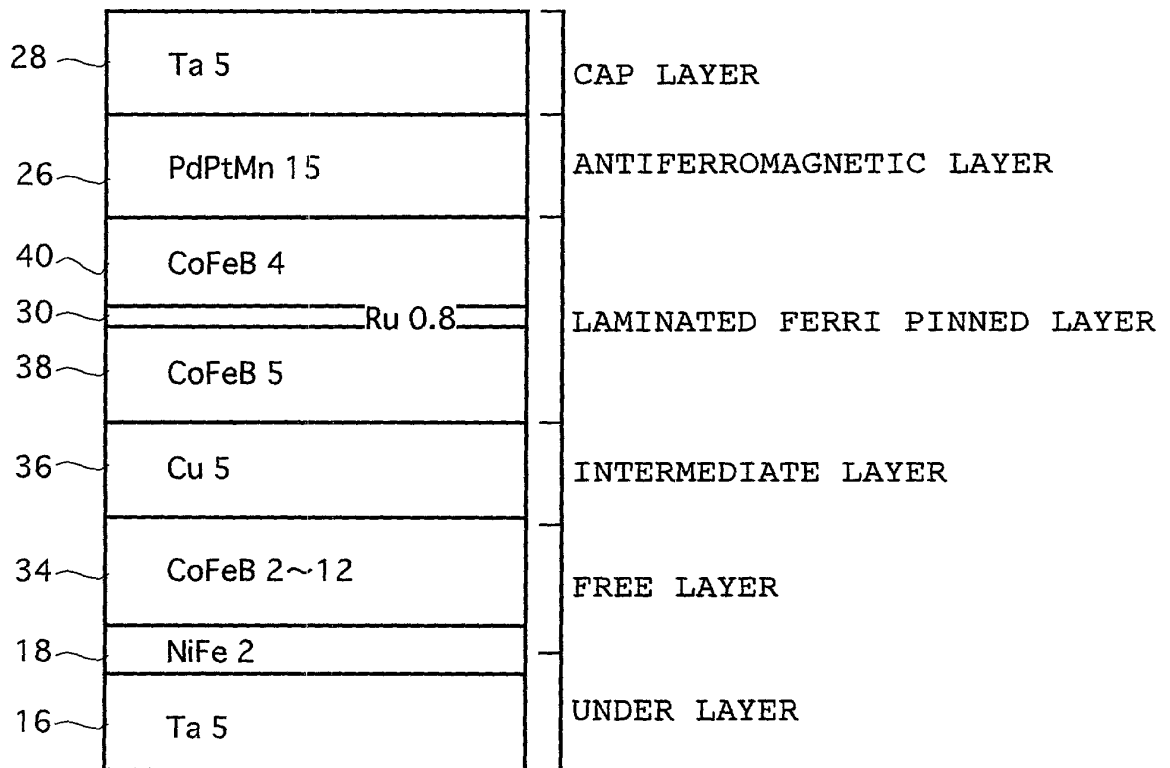 28 Ta 5 CAP LAYER
26 PdPtMn 15 ANTIFERROMAGNETIC LAYER
40 CoFeB 4
30 Ru 0.8 LAMINATED FERRI PINNED LAYER
38 CoFeB 5
36 Cu 5 INTERMEDIATE LAYER
34 CoFeB 2~12 FREE LAYER
18 NiFe 2
16 Ta 5 UNDER LAYER